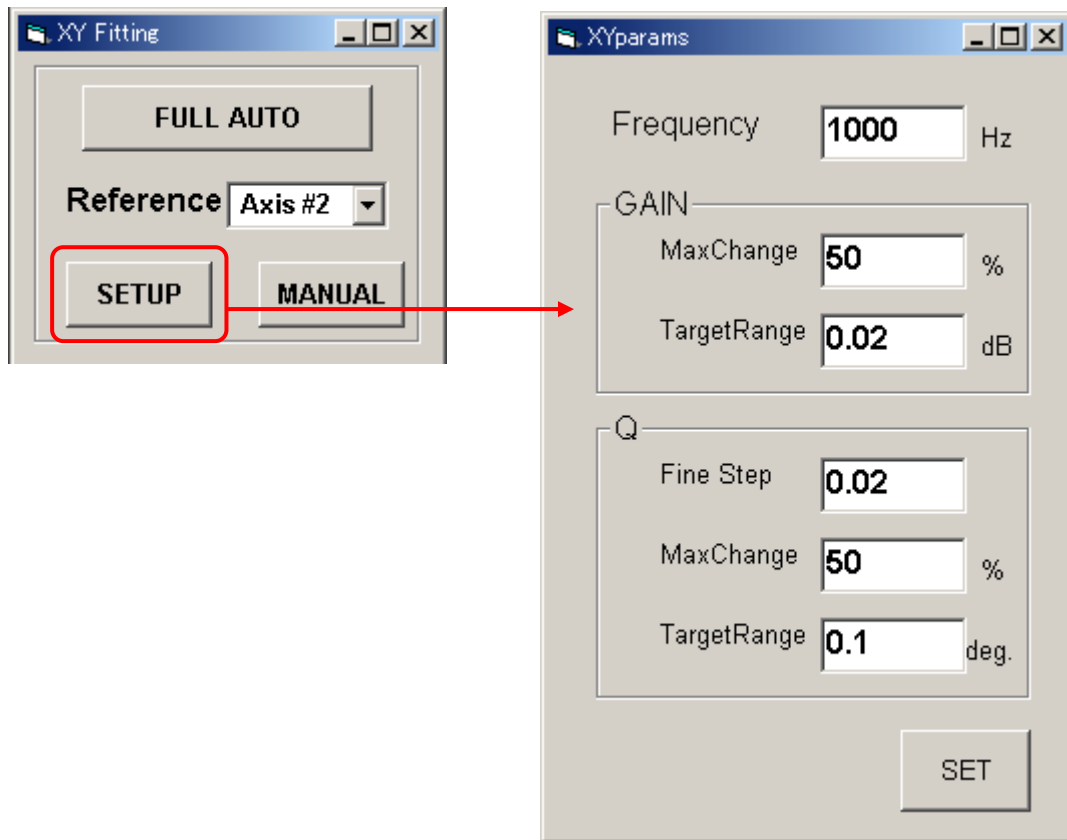 XY Fitting
FULL AUTO
Reference Axis #2
SETUP MANUAL
XYparams
Frequency 1000 Hz
GAIN
MaxChange 50 %
TargetRange 0.02 dB
Q
Fine Step 0.02
MaxChange 50 %
TargetRange 0.1 deg.
SET